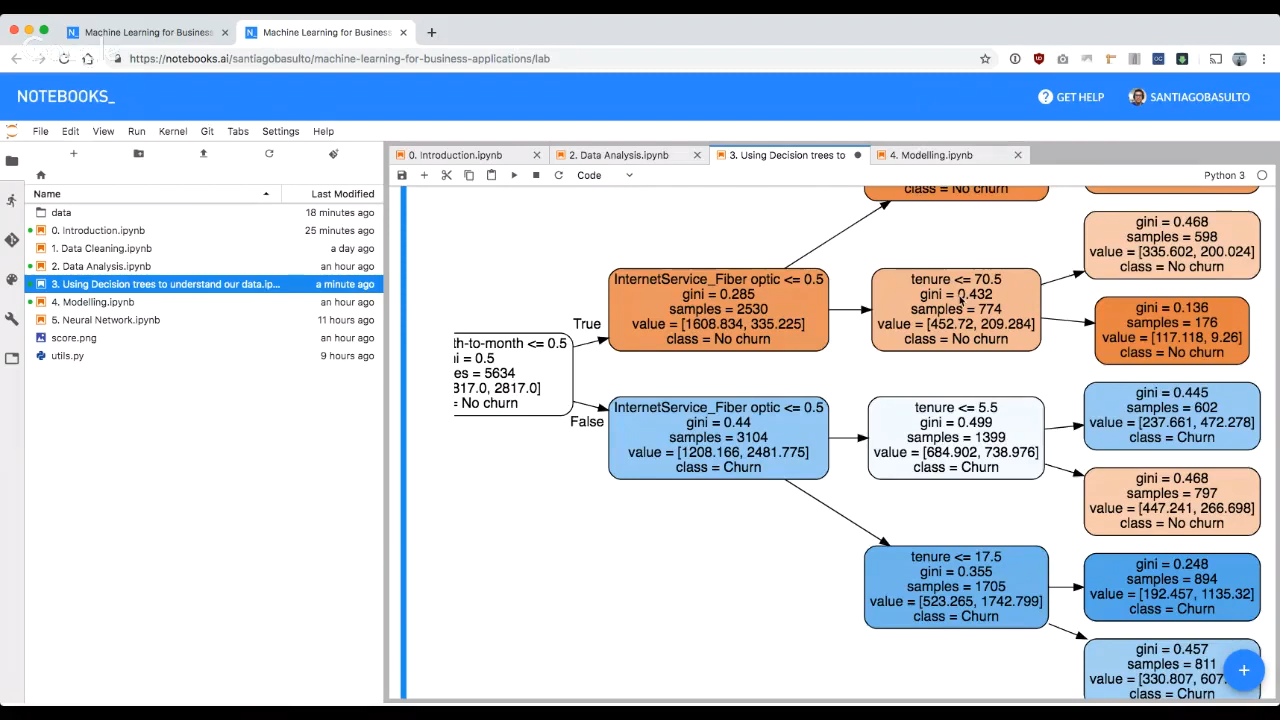 Machine Learning for Business
Machine Learning for Business
https://notebooks.ai/santiagobasulto/machine-learning-for-business-applications/lab
NOTEBOOKS_
GET HELP
SANTIAGOBASULTO
File Edit View Run Kernel Git Tabs Settings Help
0. Introduction.ipynb
2. Data Analysis.ipynb
3. Using Decision trees to
4. Modelling.ipynb
Code
Python 3
Name Last Modified
data 18 minutes ago
0. Introduction.ipynb 25 minutes ago
1. Data Cleaning.ipynb a day ago
2. Data Analysis.ipynb an hour ago
3. Using Decision trees to understand our data.ip... a minute ago
4. Modelling.ipynb an hour ago
5. Neural Network.ipynb 11 hours ago
score.png an hour ago
utils.py 9 hours ago
th-to-month <= 0.5
ni = 0.5
les = 5634
817.0, 2817.0]
= No churn
True
False
InternetService_Fiber optic <= 0.5
gini = 0.285
samples = 2530
value = [1608.834, 335.225]
class = No churn
InternetService_Fiber optic <= 0.5
gini = 0.44
samples = 3104
value = [1208.166, 2481.775]
class = Churn
class = No churn
tenure <= 70.5
gini = 0.432
samples = 774
value = [452.72, 209.284]
class = No churn
tenure <= 5.5
gini = 0.499
samples = 1399
value = [684.902, 738.976]
class = Churn
tenure <= 17.5
gini = 0.355
samples = 1705
value = [523.265, 1742.799]
class = Churn
gini = 0.468
samples = 598
value = [335.602, 200.024]
class = No churn
gini = 0.136
samples = 176
value = [117.118, 9.26]
class = No churn
gini = 0.445
samples = 602
value = [237.661, 472.278]
class = Churn
gini = 0.468
samples = 797
value = [447.241, 266.698]
class = No churn
gini = 0.248
samples = 894
value = [192.457, 1135.32]
class = Churn
gini = 0.457
samples = 811
value = [330.807, 607.
class = Churn